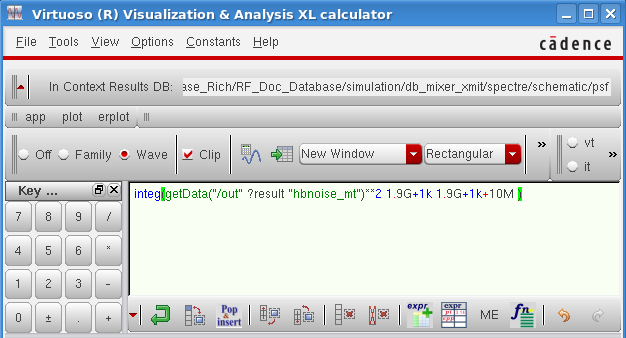 Virtuoso (R) Visualization & Analysis XL calculator
File Tools View Options Constants Help
cādence
In Context Results DB: ase_Rich/RF_Doc_Database/simulation/db_mixer_xmit/spectre/schematic/psf
app plot erplot
Off Family Wave Clip New Window Rectangular » vt
it »
Key ...
integ(getData("/out" ?result "hbnoise_mt")**2 1.9G+1k 1.9G+1k+10M )
7 8 9 /
4 5 6 *
1 2 3 -
0 ± . +
Pop & insert
expr
expr
ME
fn